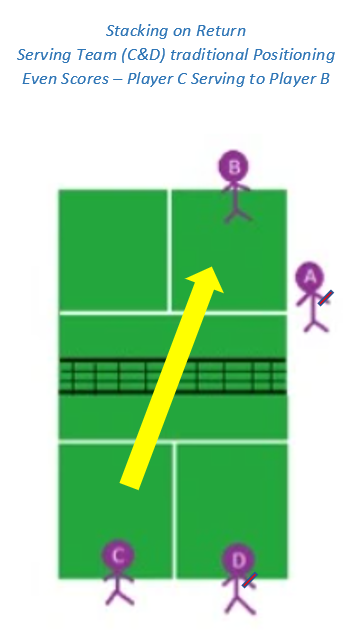 Stacking on Return
Serving Team (C&D) traditional Positioning
Even Scores – Player C Serving to Player B
B
A
C
D